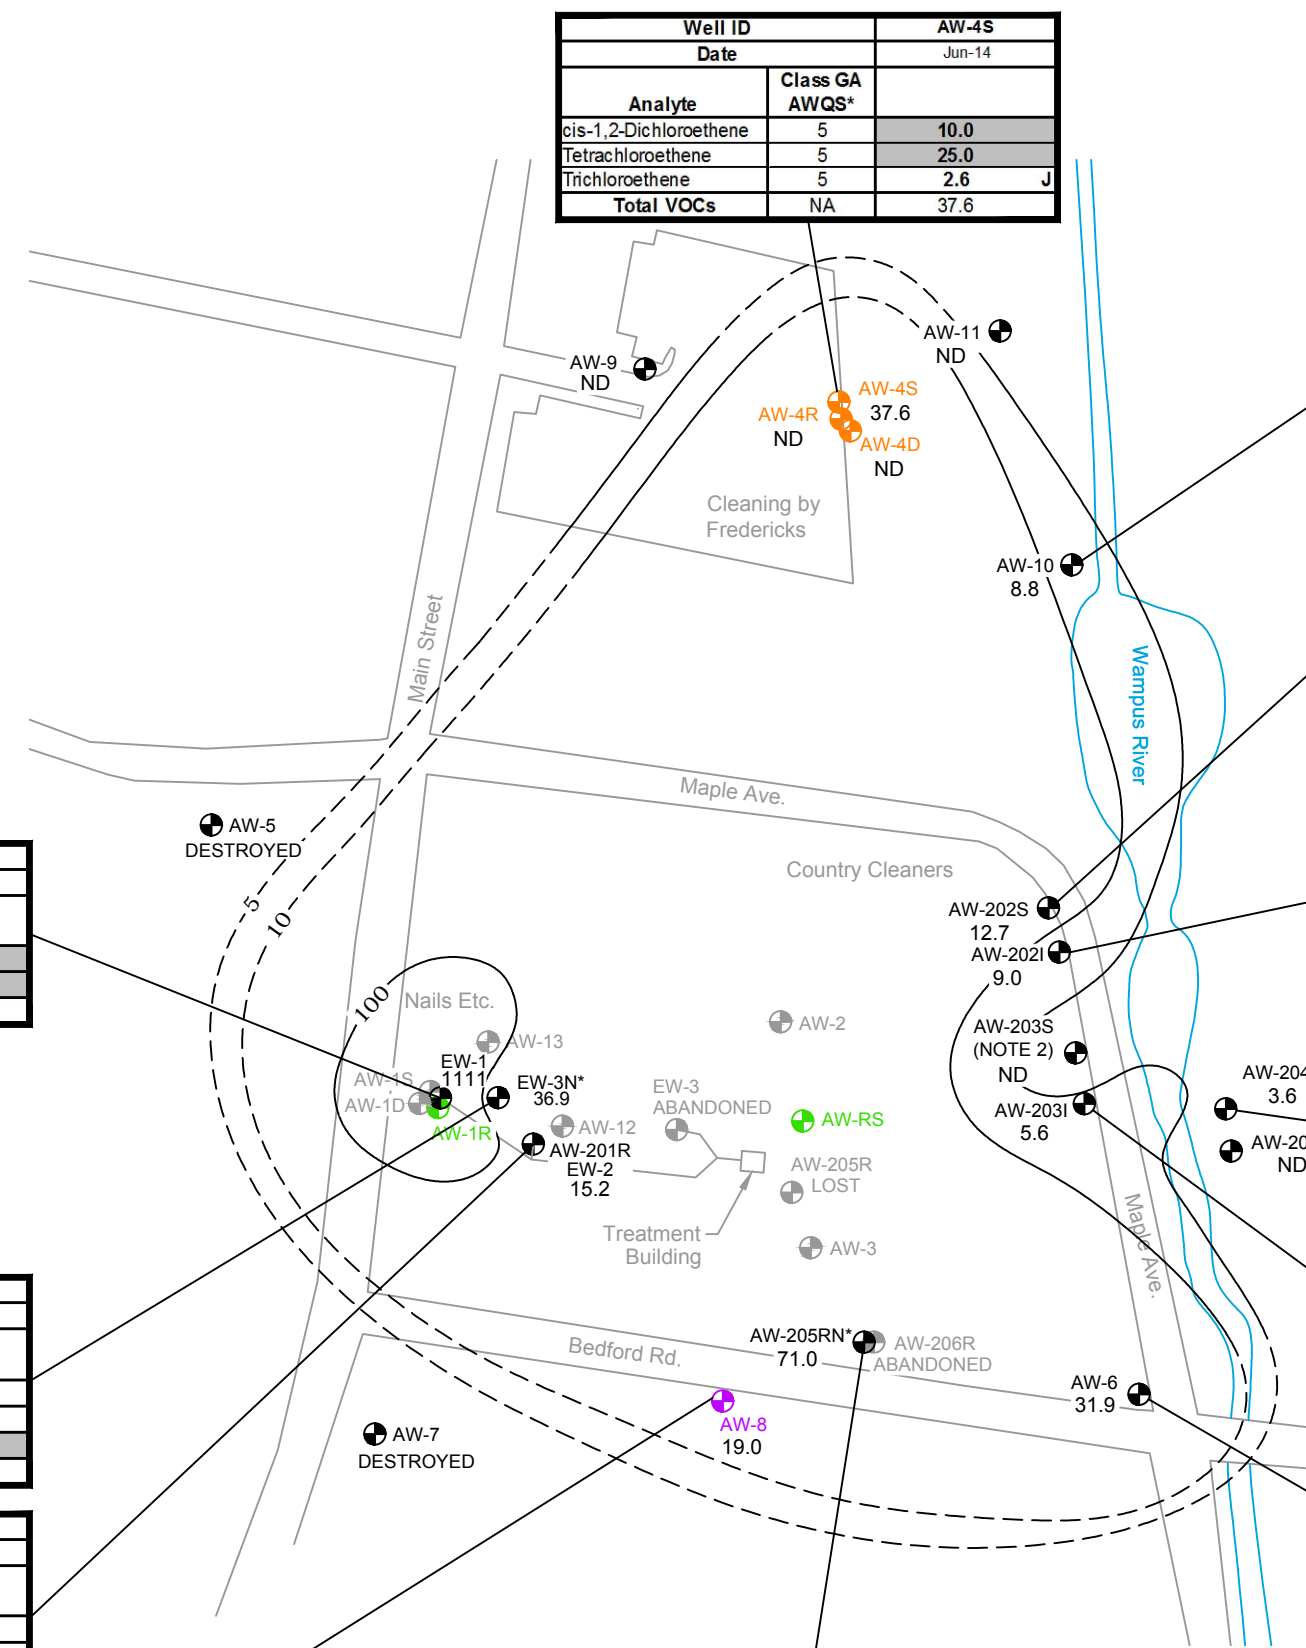 Well ID AW-4S
Date Jun-14
Analyte Class GA AWQS*
cis-1,2-Dichloroethene 5 10.0
Tetrachloroethene 5 25.0
Trichloroethene 5 2.6 J
Total VOCs NA 37.6
AW-11
ND
AW-9
ND
AW-4S
37.6
AW-4R
ND
AW-4D
ND
Cleaning by
Fredericks
AW-10
8.8
Main Street
Wampus River
Maple Ave.
AW-5
DESTROYED
Country Cleaners
5
10
AW-202S
12.7
AW-202I
9.0
100
Nails Etc.
AW-2
AW-13
AW-203S
(NOTE 2)
ND
EW-1
1111
AW-1S
AW-1D
AW-1R
EW-3N*
36.9
EW-3
ABANDONED
AW-204
3.6
AW-203I
5.6
AW-12
AW-RS
AW-201R
EW-2
15.2
AW-20
ND
AW-205R
LOST
Treatment
Building
AW-3
Maple Ave.
AW-205RN*
71.0
AW-206R
ABANDONED
Bedford Rd.
AW-6
31.9
AW-8
19.0
AW-7
DESTROYED